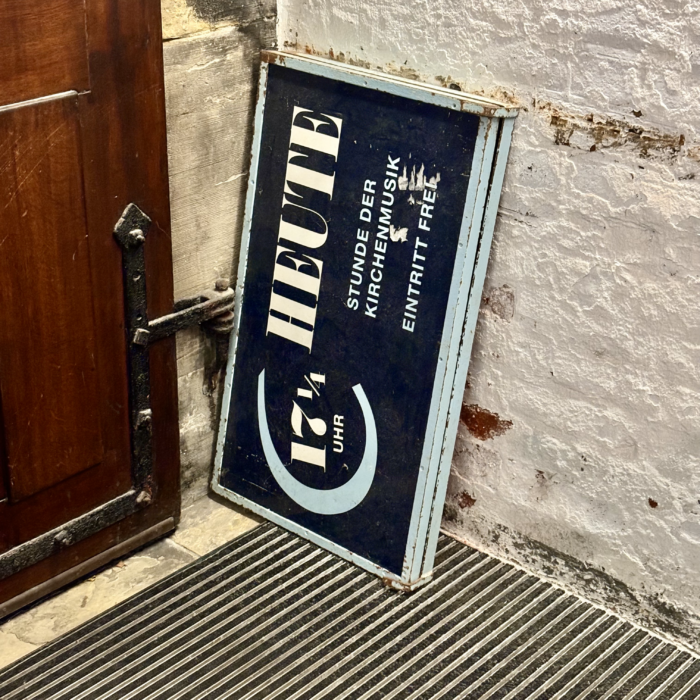 17¼
UHR
HEUTE
STUNDE DER
KIRCHENMUSIK
EINTRITT FREI